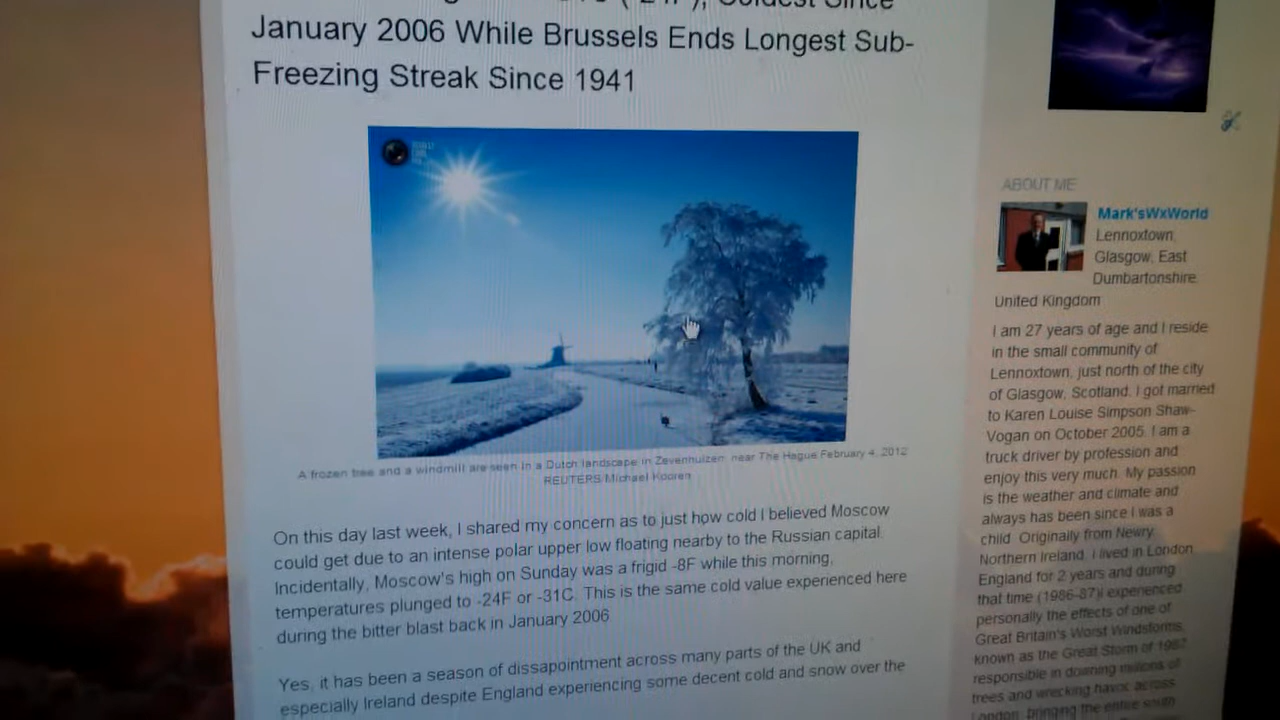 Coldest Since
January 2006 While Brussels Ends Longest Sub-
Freezing Streak Since 1941
A frozen tree and a windmill are seen in a Dutch landscape in Zevenhuizen, near The Hague February 4, 2012.
REUTERS/Michael Kooren
On this day last week, I shared my concern as to just how cold I believed Moscow
could get due to an intense polar upper low floating nearby to the Russian capital.
Incidentally, Moscow's high on Sunday was a frigid -8F while this morning,
temperatures plunged to -24F or -31C. This is the same cold value experienced here
during the bitter blast back in January 2006.
Yes, it has been a season of dissapointment across many parts of the UK and
especially Ireland despite England experiencing some decent cold and snow over the
ABOUT ME
Mark'sWxWorld
Lennoxtown,
Glasgow, East
Dumbartonshire,
United Kingdom
I am 27 years of age and I reside
in the small community of
Lennoxtown, just north of the city
of Glasgow, Scotland. I got married
to Karen Louise Simpson Shaw-
Vogan on October 2005. I am a
truck driver by profession and
enjoy this very much. My passion
is the weather and climate and
always has been since I was a
child. Originally from Newry,
Northern Ireland, I lived in London,
England for 2 years and during
that time (1986-87)I experienced
personally the effects of one of
Great Britain's Worst Windstorms,
known as the Great Storm of 1987
responsible in downing millions of
trees and wrecking havoc across
London, bringing the entire south